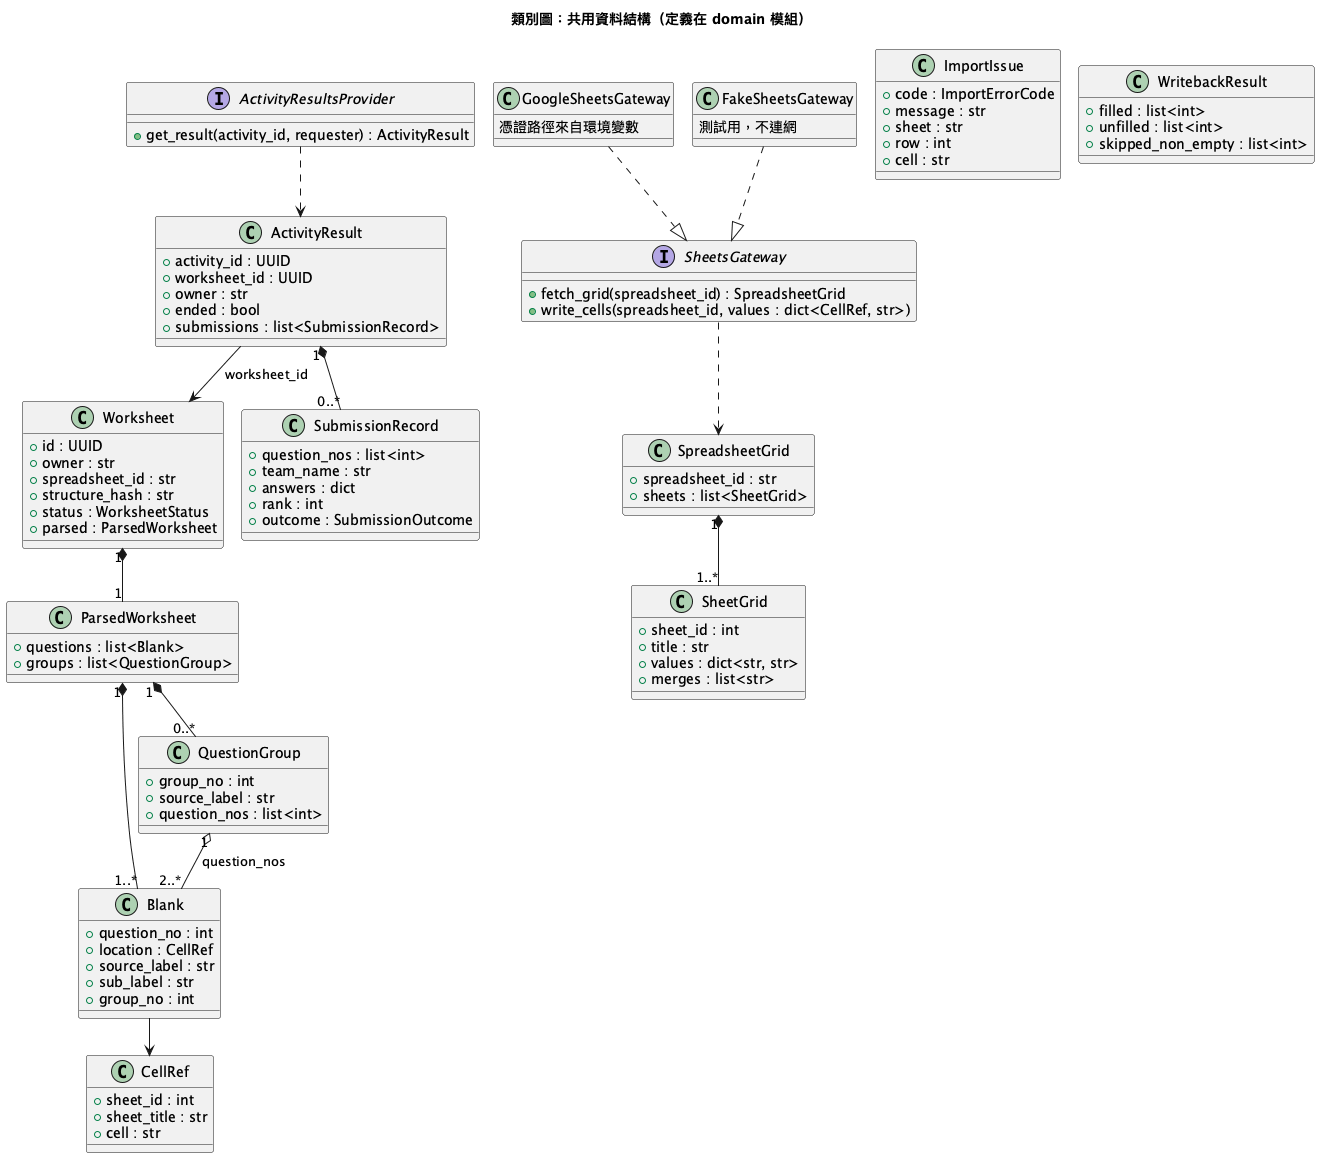 類別圖：共用資料結構（定義在 domain 模組）
I ActivityResultsProvider
get_result(activity_id, requester) : ActivityResult
C GoogleSheetsGateway
憑證路徑來自環境變數
C FakeSheetsGateway
測試用，不連網
C ImportIssue
code : ImportErrorCode
message : str
sheet : str
row : int
cell : str
C WritebackResult
filled : list<int>
unfilled : list<int>
skipped_non_empty : list<int>
C ActivityResult
activity_id : UUID
worksheet_id : UUID
owner : str
ended : bool
submissions : list<SubmissionRecord>
I SheetsGateway
fetch_grid(spreadsheet_id) : SpreadsheetGrid
write_cells(spreadsheet_id, values : dict<CellRef, str>)
1
worksheet_id
0..*
C Worksheet
id : UUID
owner : str
spreadsheet_id : str
structure_hash : str
status : WorksheetStatus
parsed : ParsedWorksheet
C SubmissionRecord
question_nos : list<int>
team_name : str
answers : dict
rank : int
outcome : SubmissionOutcome
C SpreadsheetGrid
spreadsheet_id : str
sheets : list<SheetGrid>
1
1..*
1
1
C ParsedWorksheet
questions : list<Blank>
groups : list<QuestionGroup>
C SheetGrid
sheet_id : int
title : str
values : dict<str, str>
merges : list<str>
1
1
0..*
C QuestionGroup
group_no : int
source_label : str
question_nos : list<int>
1
question_nos
1..*
2..*
C Blank
question_no : int
location : CellRef
source_label : str
sub_label : str
group_no : int
C CellRef
sheet_id : int
sheet_title : str
cell : str